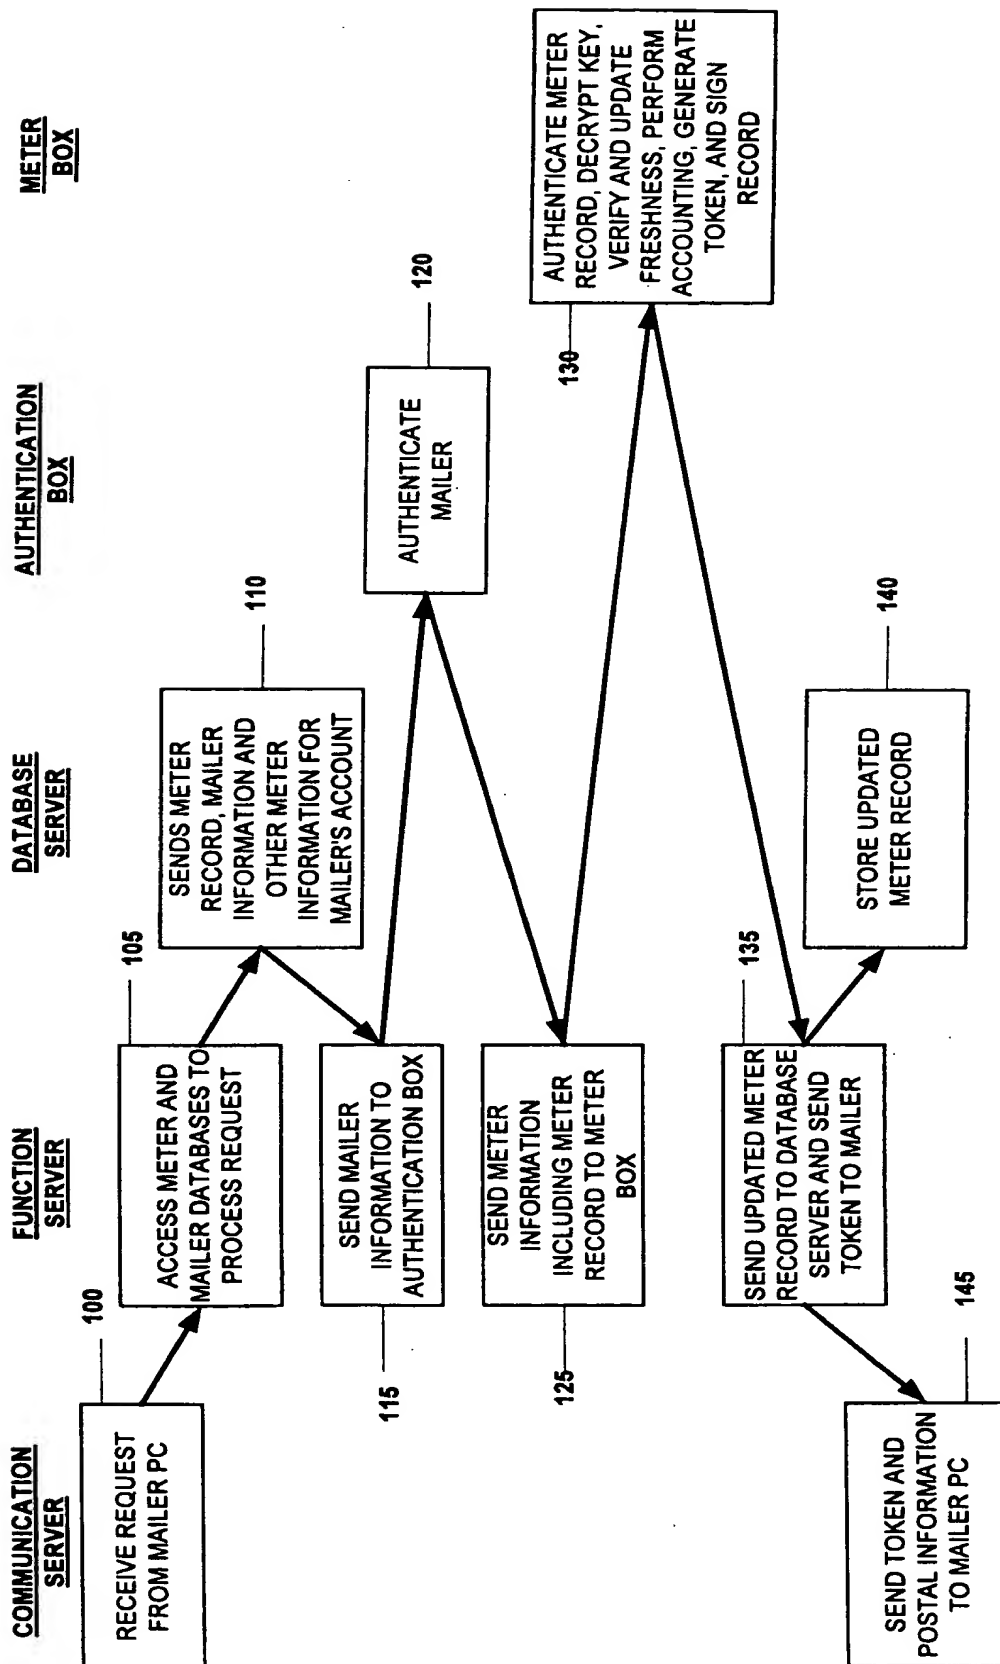 COMMUNICATION
SERVER
FUNCTION
SERVER
DATABASE
SERVER
AUTHENTICATION
BOX
METER
BOX
RECEIVE REQUEST
FROM MAILER PC
100
ACCESS METER AND
MAILER DATABASES TO
PROCESS REQUEST
105
SENDS METER
RECORD, MAILER
INFORMATION AND
OTHER METER
INFORMATION FOR
MAILER'S ACCOUNT
110
SEND MAILER
INFORMATION TO
AUTHENTICATION BOX
115
AUTHENTICATE
MAILER
120
SEND METER
INFORMATION
INCLUDING METER
RECORD TO METER
BOX
125
AUTHENTICATE METER
RECORD, DECRYPT KEY,
VERIFY AND UPDATE
FRESHNESS, PERFORM
ACCOUNTING, GENERATE
TOKEN, AND SIGN
RECORD
130
SEND UPDATED METER
RECORD TO DATABASE
SERVER AND SEND
TOKEN TO MAILER
135
STORE UPDATED
METER RECORD
140
SEND TOKEN AND
POSTAL INFORMATION
TO MAILER PC
145